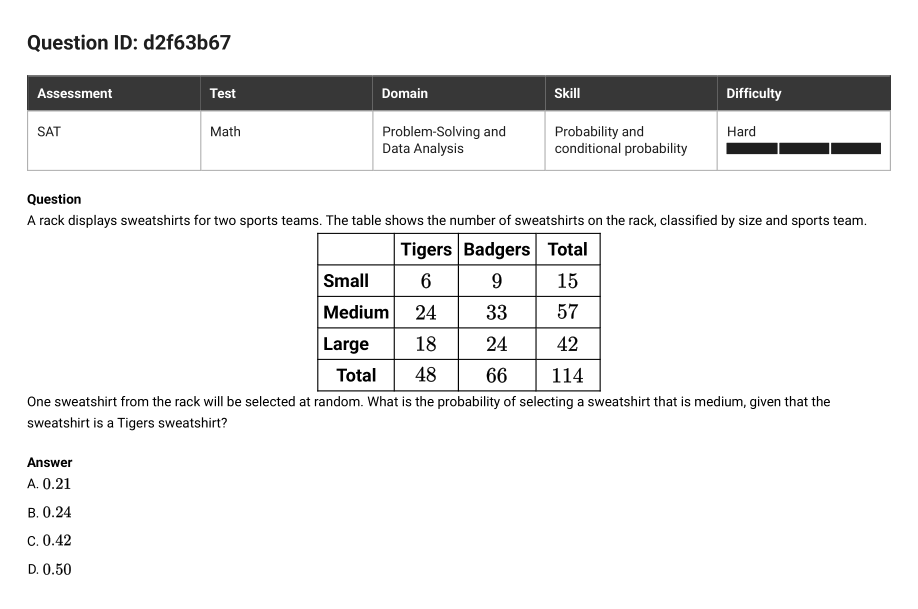 Question ID: d2f63b67
Assessment Test Domain Skill Difficulty
SAT Math Problem-Solving and Data Analysis Probability and conditional probability Hard
Question
A rack displays sweatshirts for two sports teams. The table shows the number of sweatshirts on the rack, classified by size and sports team.
Tigers Badgers Total
Small 6 9 15
Medium 24 33 57
Large 18 24 42
Total 48 66 114
One sweatshirt from the rack will be selected at random. What is the probability of selecting a sweatshirt that is medium, given that the
sweatshirt is a Tigers sweatshirt?
Answer
A. 0.21
B. 0.24
C. 0.42
D. 0.50